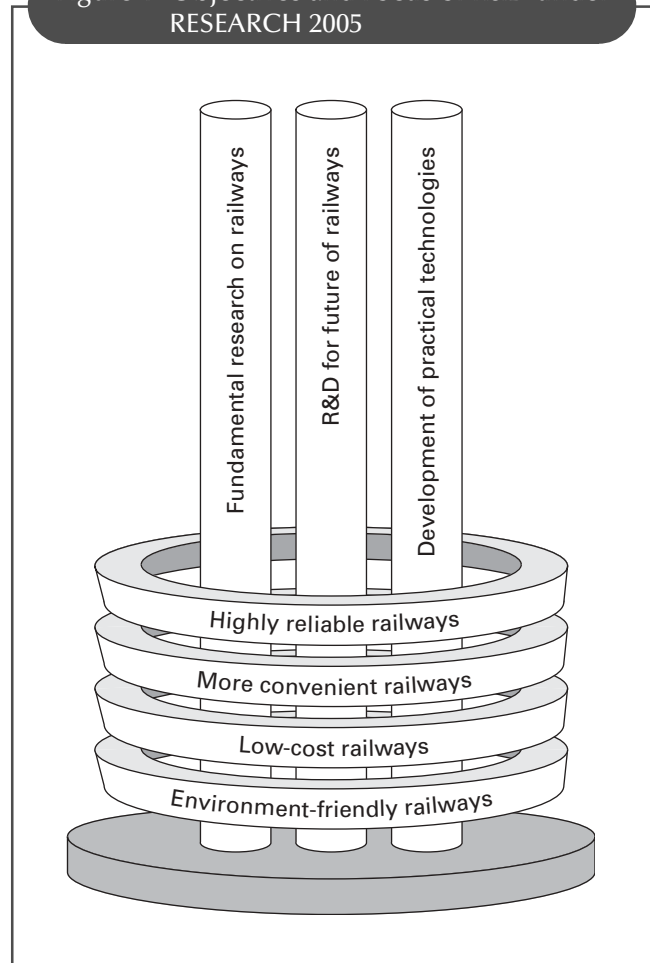 RESEARCH 2005
Fundamental research on railways
R&D for future of railways
Development of practical technologies
Highly reliable railways
More convenient railways
Low-cost railways
Environment-friendly railways